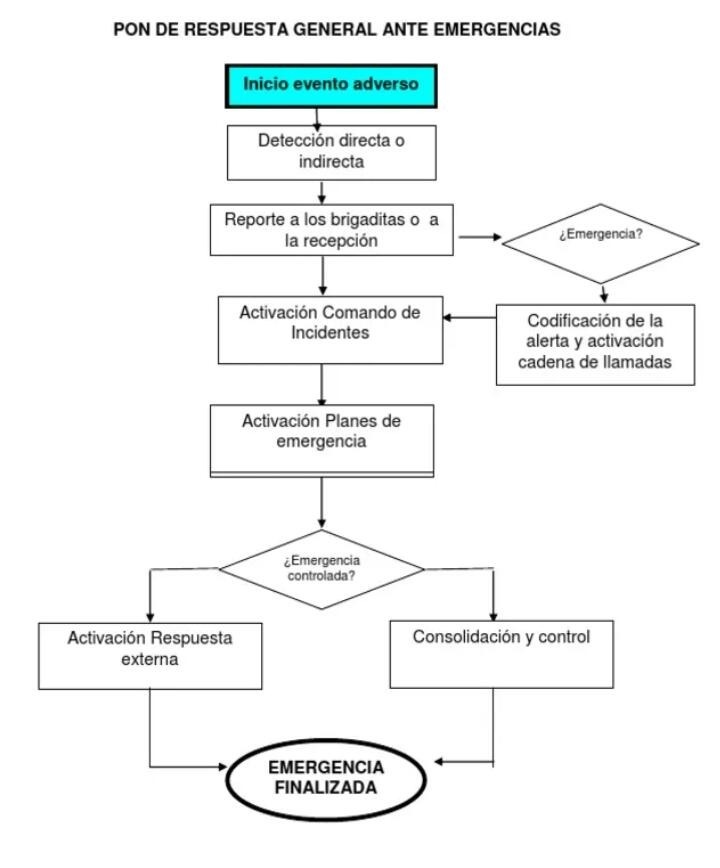 PON DE RESPUESTA GENERAL ANTE EMERGENCIAS
Inicio evento adverso
Detección directa o
indirecta
Reporte a los brigaditas o a
la recepción
¿Emergencia?
Activación Comando de
Incidentes
Codificación de la
alerta y activación
cadena de llamadas
Activación Planes de
emergencia
¿Emergencia
controlada?
Activación Respuesta
externa
Consolidación y control
EMERGENCIA
FINALIZADA